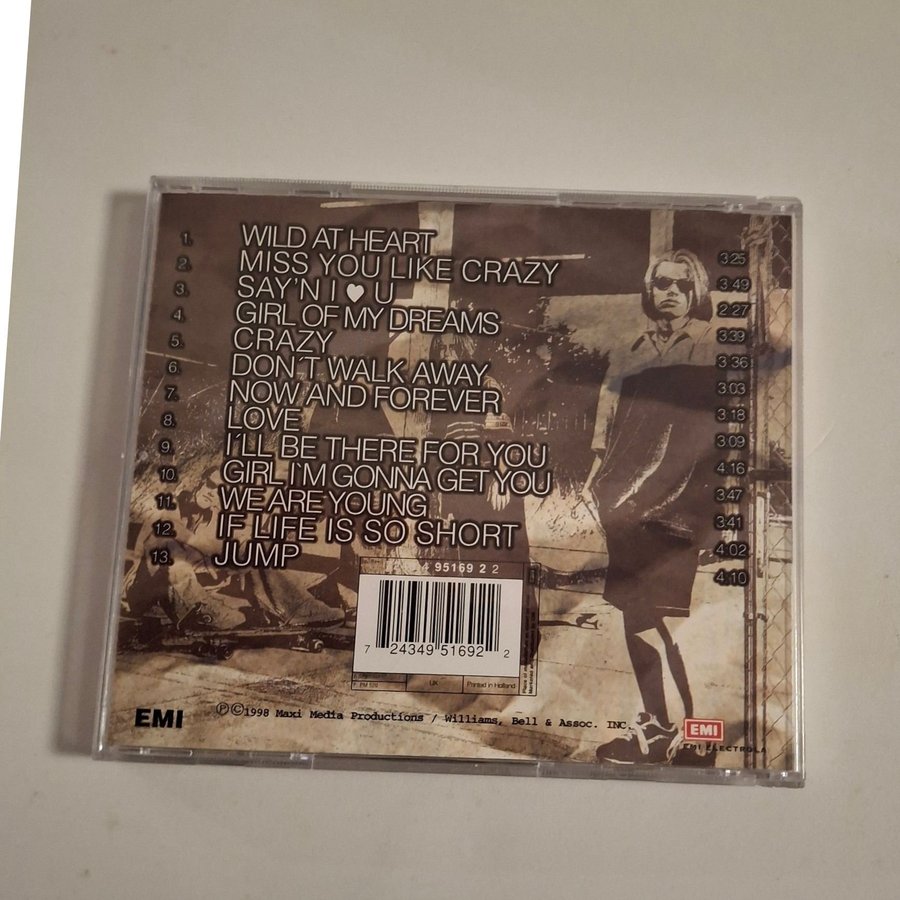 1. WILD AT HEART 3:25
2. MISS YOU LIKE CRAZY 3:49
3. SAY'N I ♥ U 2:27
4. GIRL OF MY DREAMS 3:39
5. CRAZY 3:36
6. DON´T WALK AWAY 3:03
7. NOW AND FOREVER 3:18
8. LOVE 3:09
9. I´LL BE THERE FOR YOU 4:16
10. GIRL I´M GONNA GET YOU 3:47
11. WE ARE YOUNG 3:41
12. IF LIFE IS SO SHORT 4:02
13. JUMP 4:10
95169 2 2
7 24349 51692 2
UK
Printed in Holland
EMI
℗©1998 Maxi Media Productions / Williams, Bell & Assoc. INC.
EMI
EMI ELECTROLA